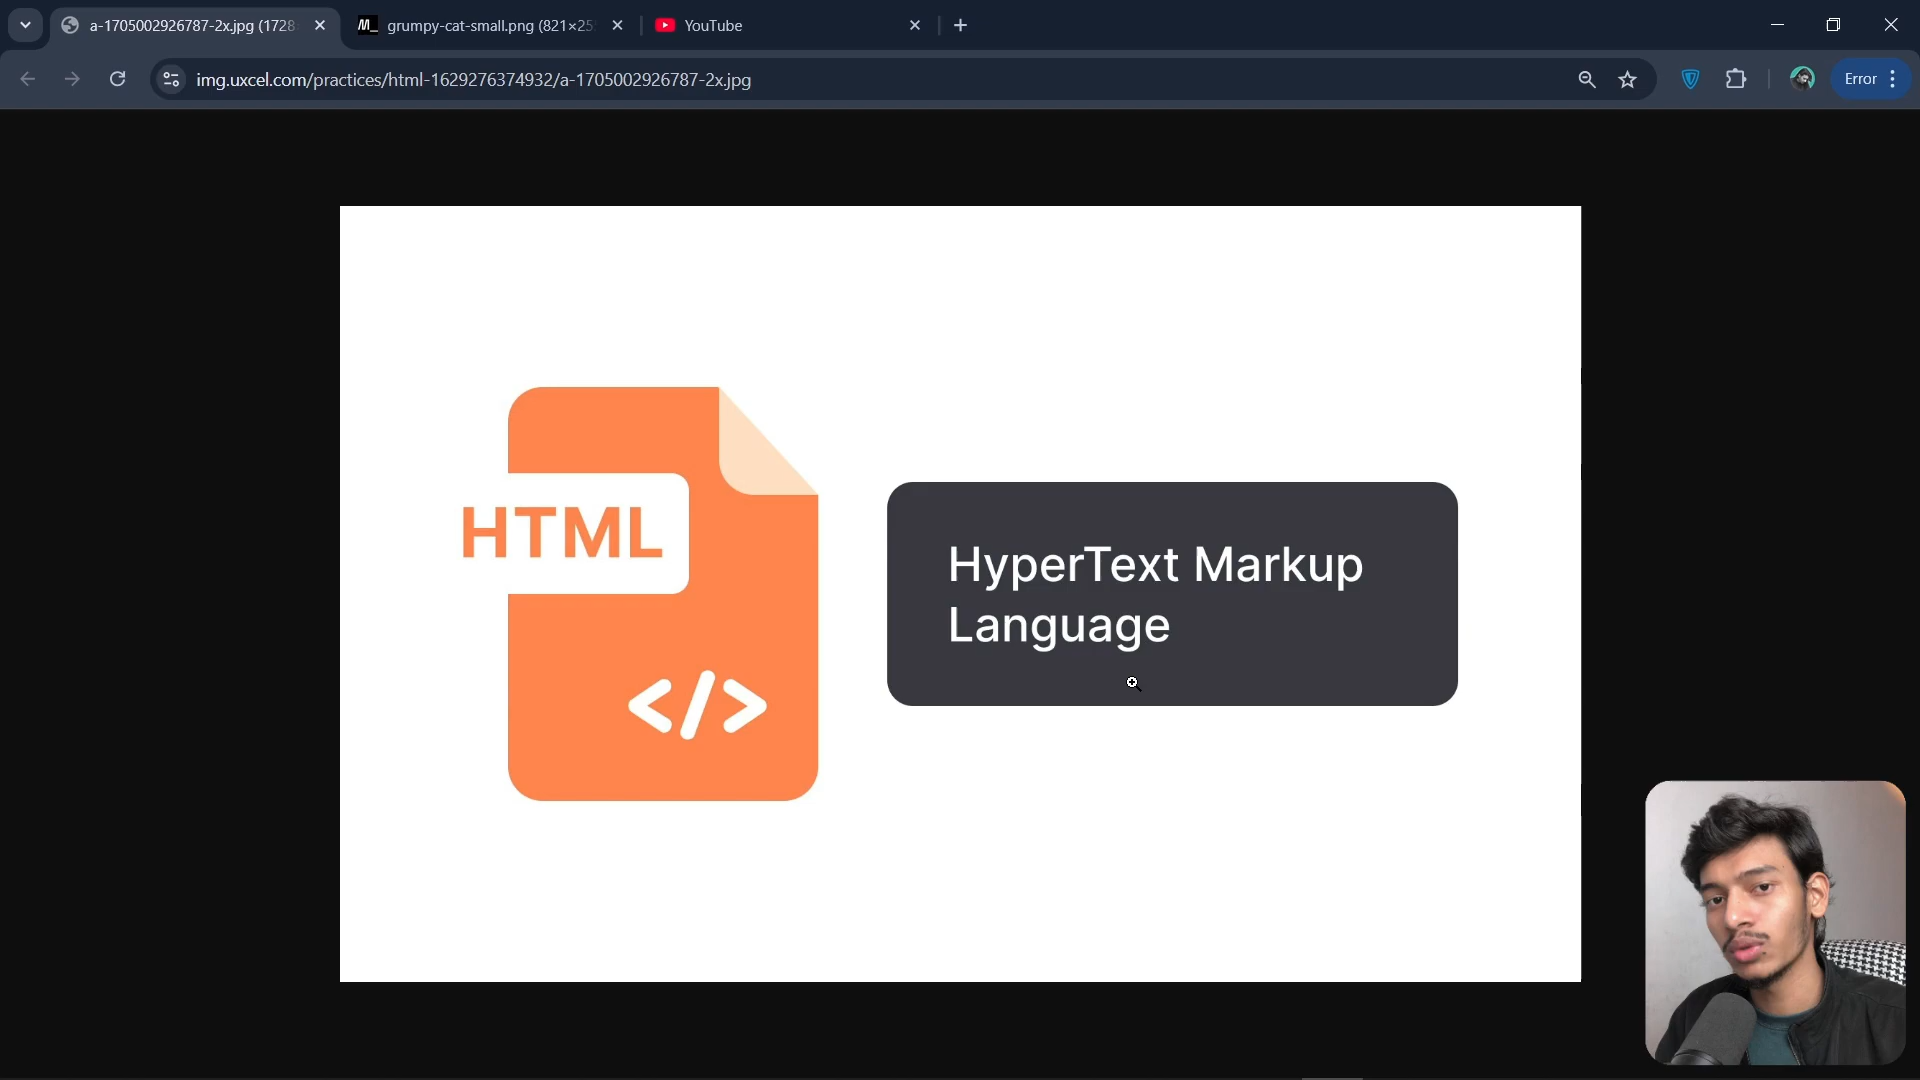 a-1705002926787-2x.jpg (1728
grumpy-cat-small.png (821×25
YouTube
img.uxcel.com/practices/html-1629276374932/a-1705002926787-2x.jpg
Error
HTML
</>
HyperText Markup
Language